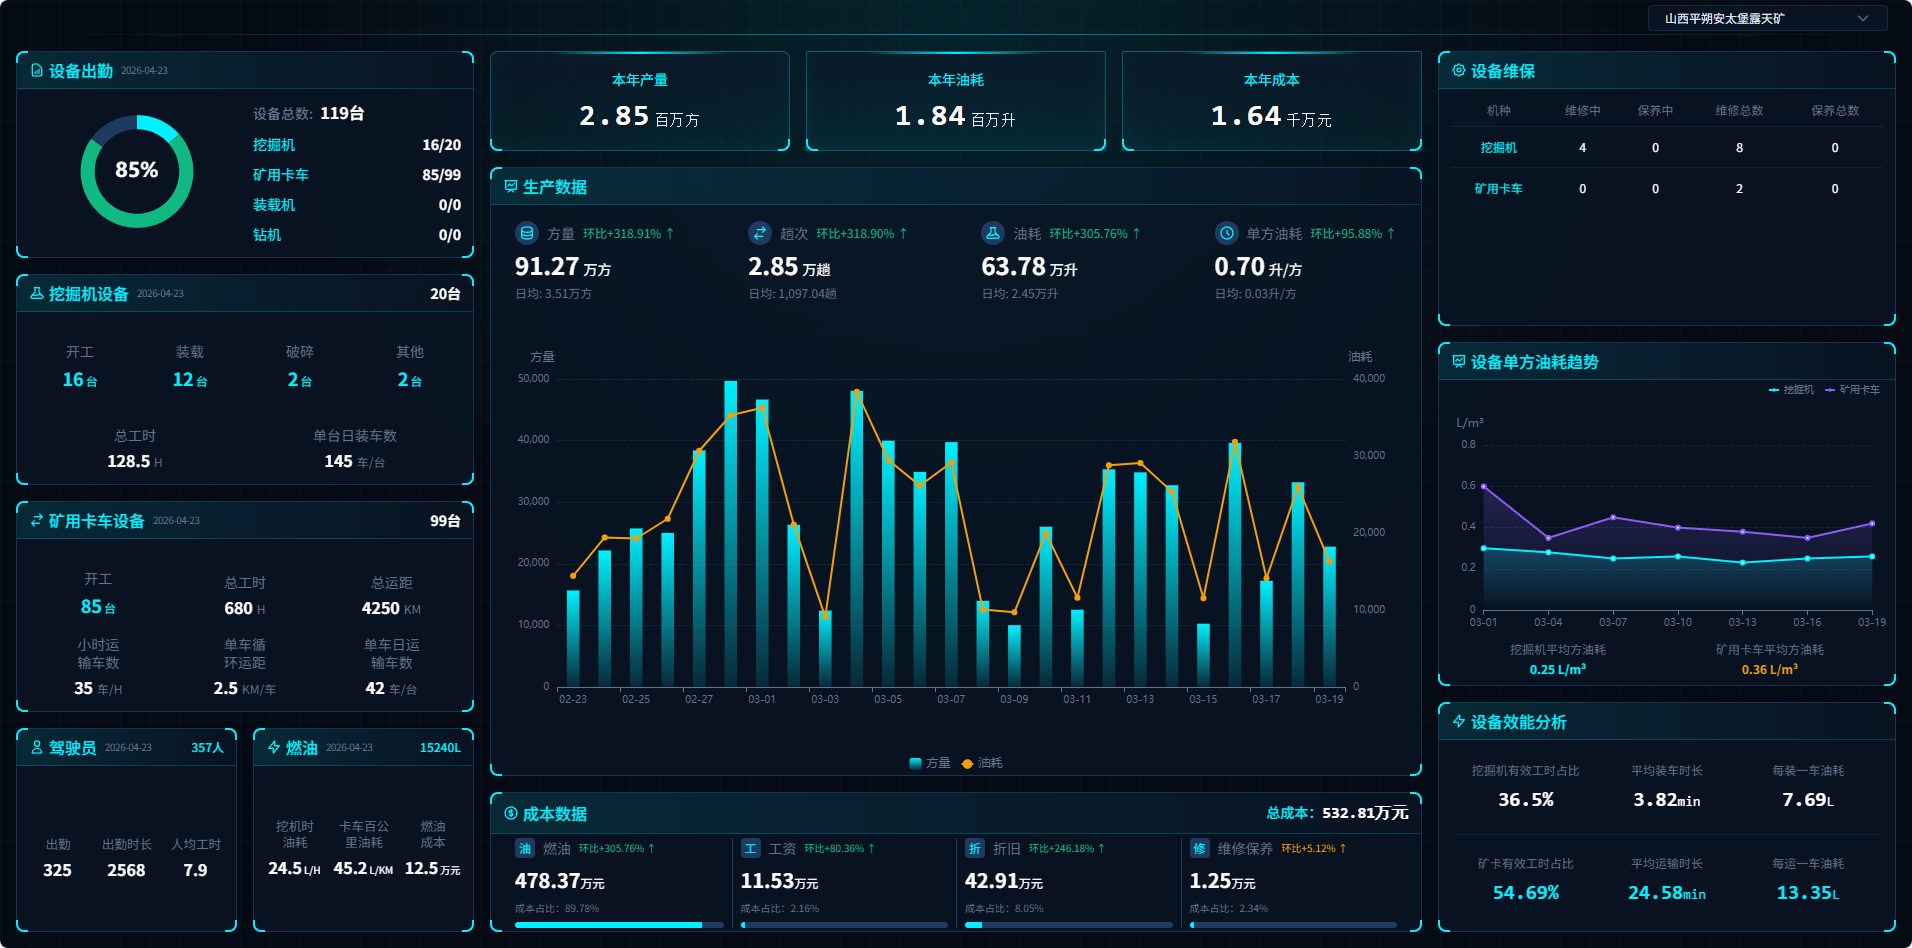 山西平朔安太堡露天矿
设备出勤 2026-04-23
85%
设备总数: 119台
挖掘机 16/20
矿用卡车 85/99
装载机 0/0
钻机 0/0
挖掘机设备 2026-04-23 20台
开工 装载 破碎 其他
16台 12台 2台 2台
总工时 单台日装车数
128.5 H 145 车/台
矿用卡车设备 2026-04-23 99台
开工 总工时 总运距
85台 680 H 4250 KM
小时运 单车循 单车日运
输车数 环运距 输车数
35 车/H 2.5 KM/车 42 车/台
驾驶员 2026-04-23 357人
出勤 出勤时长 人均工时
325 2568 7.9
燃油 2026-04-23 15240L
挖机时 卡车百公 燃油
油耗 里油耗 成本
24.5L/H 45.2L/KM 12.5万元
本年产量
2.85 百万方
本年油耗
1.84 百万升
本年成本
1.64 千万元
生产数据
方量 环比+318.91% ↑ 趟次 环比+318.90% ↑ 油耗 环比+305.76% ↑ 单方油耗 环比+95.88% ↑
91.27 万方 2.85 万趟 63.78 万升 0.70 升/方
日均: 3.51万方 日均: 1,097.04趟 日均: 2.45万升 日均: 0.03升/方
方量 油耗
50,000 40,000
40,000 30,000
30,000 20,000
20,000 10,000
10,000
0 0
02-23 02-25 02-27 03-01 03-03 03-05 03-07 03-09 03-11 03-13 03-15 03-17 03-19
方量 油耗
成本数据 总成本: 532.81万元
油 燃油 环比+305.76% ↑ 工 工资 环比+80.36% ↑ 折 折旧 环比+246.18% ↑ 修 维修保养 环比+5.12% ↑
478.37万元 11.53万元 42.91万元 1.25万元
成本占比: 89.78% 成本占比: 2.16% 成本占比: 8.05% 成本占比: 2.34%
设备维保
机种 维修中 保养中 维修总数 保养总数
挖掘机 4 0 8 0
矿用卡车 0 0 2 0
设备单方油耗趋势
挖掘机 矿用卡车
L/m³
0.8
0.6
0.4
0.2
0
03-01 03-04 03-07 03-10 03-13 03-16 03-19
挖掘机平均方油耗 矿用卡车平均方油耗
0.25 L/m³ 0.36 L/m³
设备效能分析
挖掘机有效工时占比 平均装车时长 每装一车油耗
36.5% 3.82min 7.69L
矿卡有效工时占比 平均运输时长 每运一车油耗
54.69% 24.58min 13.35L